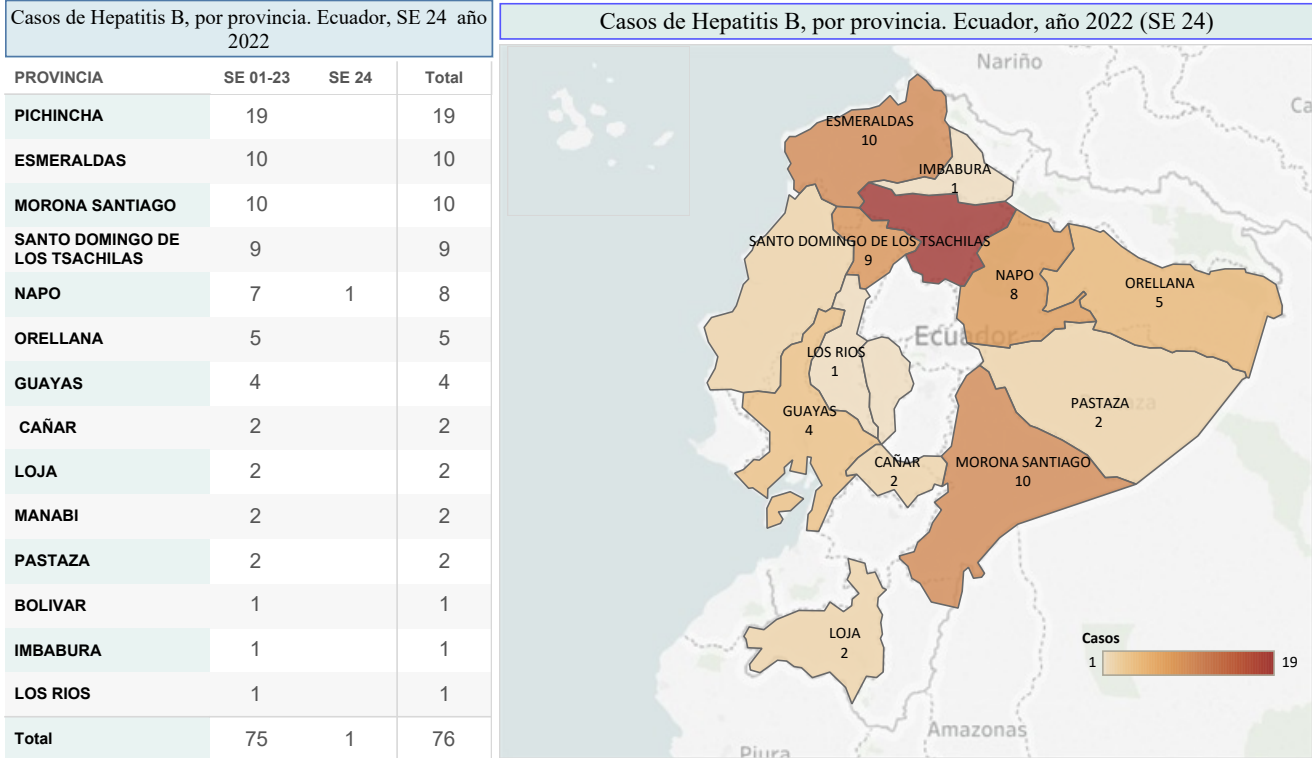 Casos de Hepatitis B, por provincia. Ecuador, SE 24 año
2022
PROVINCIA SE 01-23 SE 24 Total
PICHINCHA 19 19
ESMERALDAS 10 10
MORONA SANTIAGO 10 10
SANTO DOMINGO DE
LOS TSACHILAS 9 9
NAPO 7 1 8
ORELLANA 5 5
GUAYAS 4 4
CAÑAR 2 2
LOJA 2 2
MANABI 2 2
PASTAZA 2 2
BOLIVAR 1 1
IMBABURA 1 1
LOS RIOS 1 1
Total 75 1 76
Casos de Hepatitis B, por provincia. Ecuador, año 2022 (SE 24)
Nariño
Ca
ESMERALDAS
10
IMBABURA
1
SANTO DOMINGO DE LOS TSACHILAS
9
NAPO
8
ORELLANA
5
Ecuador
LOS RIOS
1
GUAYAS
4
PASTAZA
2
CAÑAR
2
MORONA SANTIAGO
10
LOJA
2
Casos
1 19
Amazonas
Piura